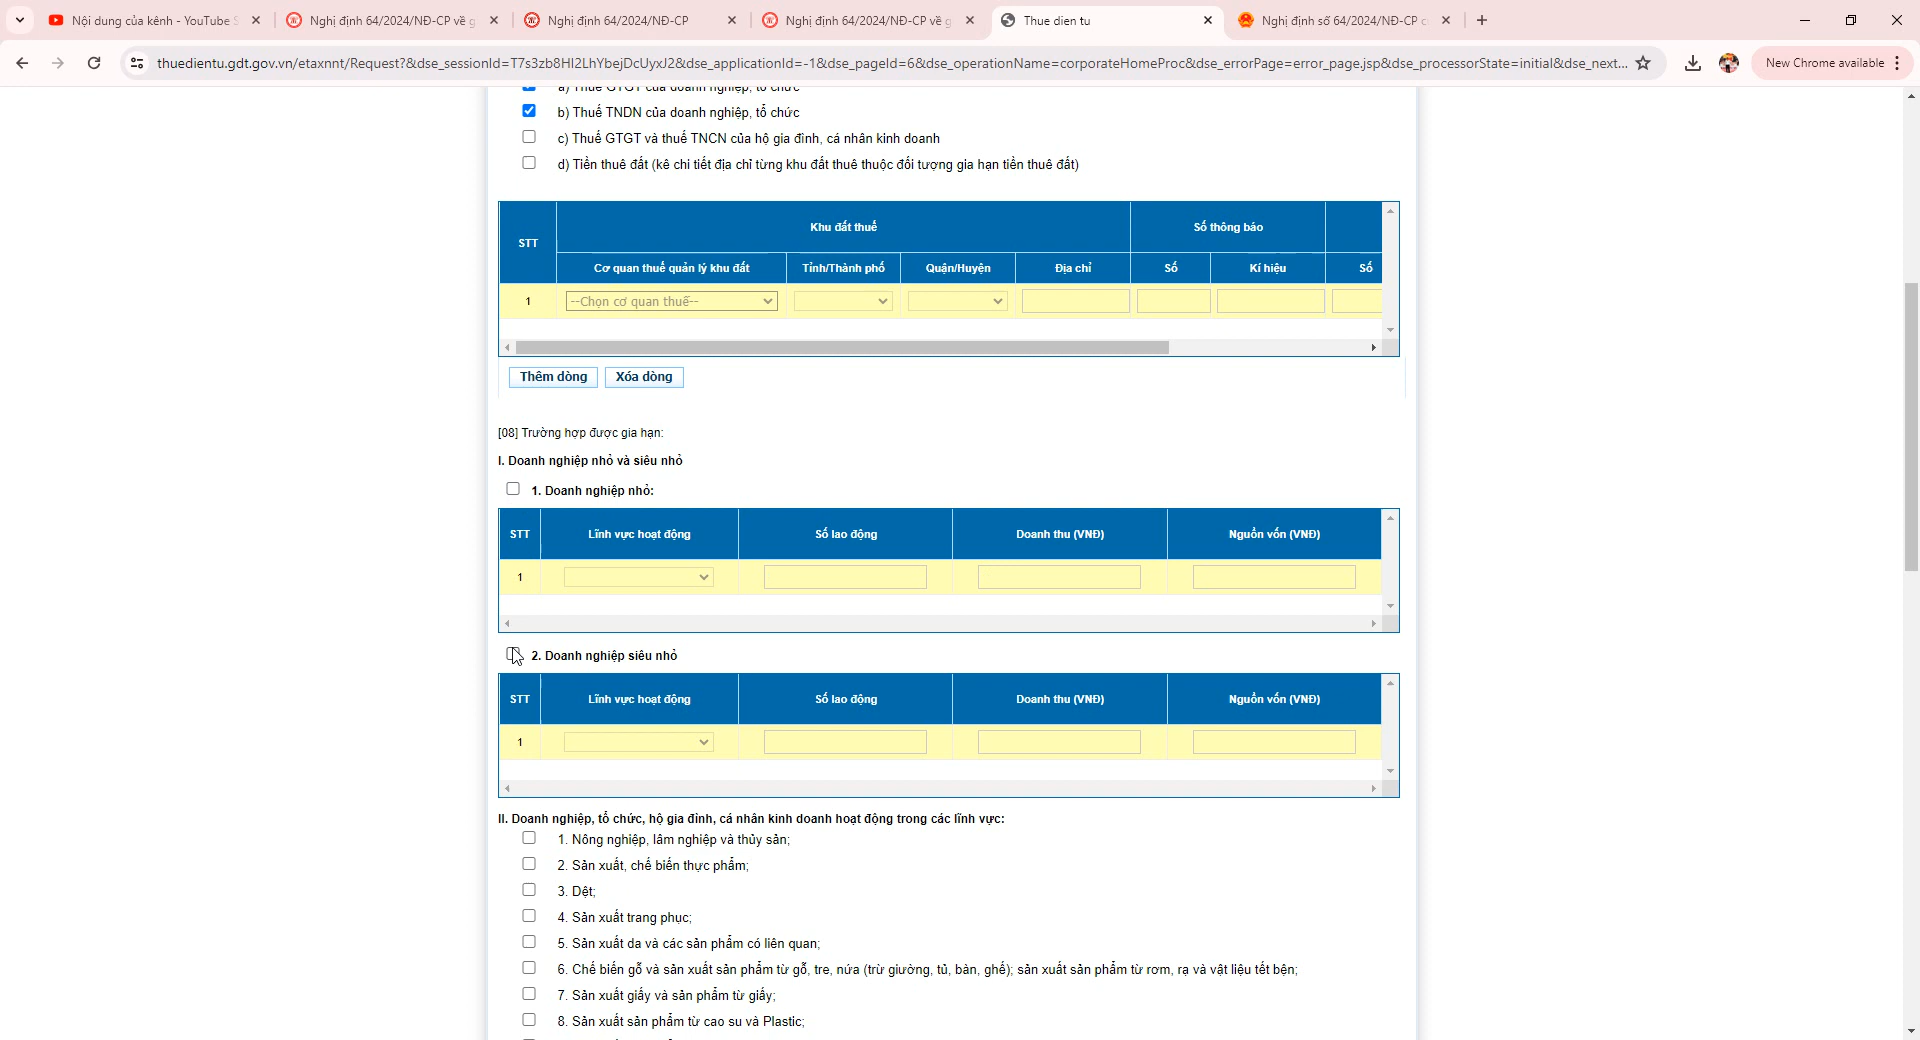 Nội dung của kênh - YouTube S
Nghị định 64/2024/NĐ-CP về g
Nghị định 64/2024/NĐ-CP
Nghị định 64/2024/NĐ-CP về g
Thue dien tu
Nghị định số 64/2024/NĐ-CP c
thuedientu.gdt.gov.vn/etaxnnt/Request?&dse_sessionId=T7s3zb8HI2LhYbejDcUyxJ2&dse_applicationId=-1&dse_pageId=6&dse_operationName=corporateHomeProc&dse_errorPage=error_page.jsp&dse_processorState=initial&dse_next...
New Chrome available
a) Thuế GTGT của doanh nghiệp, tổ chức
b) Thuế TNDN của doanh nghiệp, tổ chức
c) Thuế GTGT và thuế TNCN của hộ gia đình, cá nhân kinh doanh
d) Tiền thuê đất (kê chi tiết địa chỉ từng khu đất thuê thuộc đối tượng gia hạn tiền thuê đất)
STT
Khu đất thuế
Số thông báo
Cơ quan thuế quản lý khu đất
Tỉnh/Thành phố
Quận/Huyện
Địa chỉ
Số
Kí hiệu
Số
1
--Chọn cơ quan thuế--
Thêm dòng
Xóa dòng
[08] Trường hợp được gia hạn:
I. Doanh nghiệp nhỏ và siêu nhỏ
1. Doanh nghiệp nhỏ:
STT
Lĩnh vực hoạt động
Số lao động
Doanh thu (VNĐ)
Nguồn vốn (VNĐ)
1
2. Doanh nghiệp siêu nhỏ
STT
Lĩnh vực hoạt động
Số lao động
Doanh thu (VNĐ)
Nguồn vốn (VNĐ)
1
II. Doanh nghiệp, tổ chức, hộ gia đình, cá nhân kinh doanh hoạt động trong các lĩnh vực:
1. Nông nghiệp, lâm nghiệp và thủy sản;
2. Sản xuất, chế biến thực phẩm;
3. Dệt;
4. Sản xuất trang phục;
5. Sản xuất da và các sản phẩm có liên quan;
6. Chế biến gỗ và sản xuất sản phẩm từ gỗ, tre, nứa (trừ giường, tủ, bàn, ghế); sản xuất sản phẩm từ rơm, rạ và vật liệu tết bện;
7. Sản xuất giấy và sản phẩm từ giấy;
8. Sản xuất sản phẩm từ cao su và Plastic;